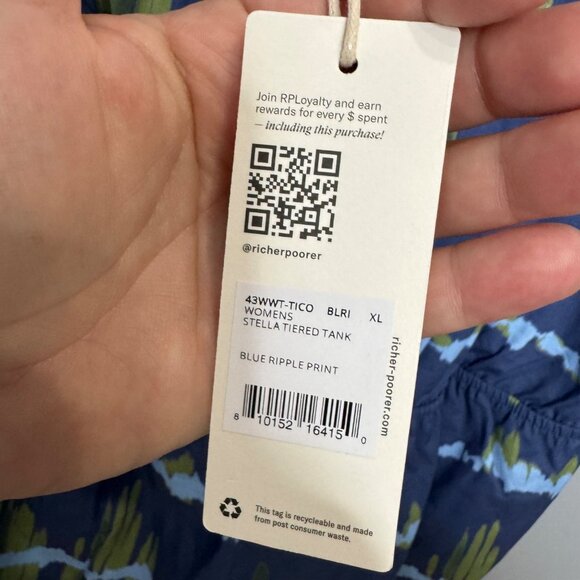 Join RPLoyalty and earn
rewards for every $ spent
— including this purchase!
@richerpoorer
43WWT-TICO BLRI XL
WOMENS
STELLA TIERED TANK
BLUE RIPPLE PRINT
8 10152 16415 0
richer-poorer.com
This tag is recycleable and made
from post consumer waste.